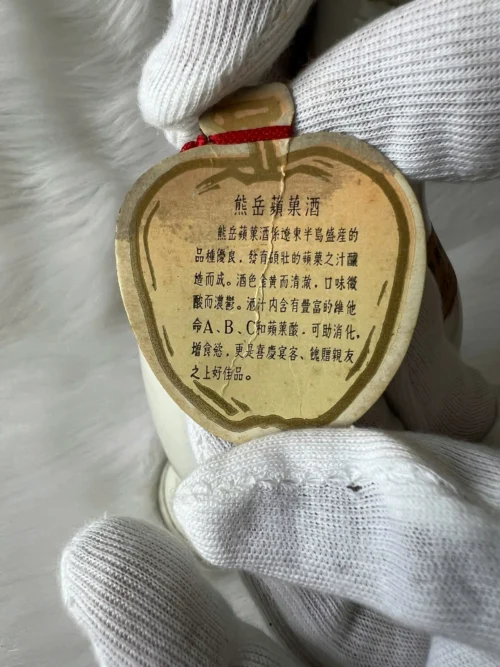 熊岳蘋菓酒
熊岳蘋菓酒係遼東半島盛産的
品種優良，發育碩壯的蘋菓之汁釀
造而成。酒色金黄而清澈，口味微
酸而濃鬱。酒汁内含有豐富的維他
命A、B、C和蘋菓酸，可助消化，
增食慾，更是喜慶宴客、餽贈親友
之上好佳品。